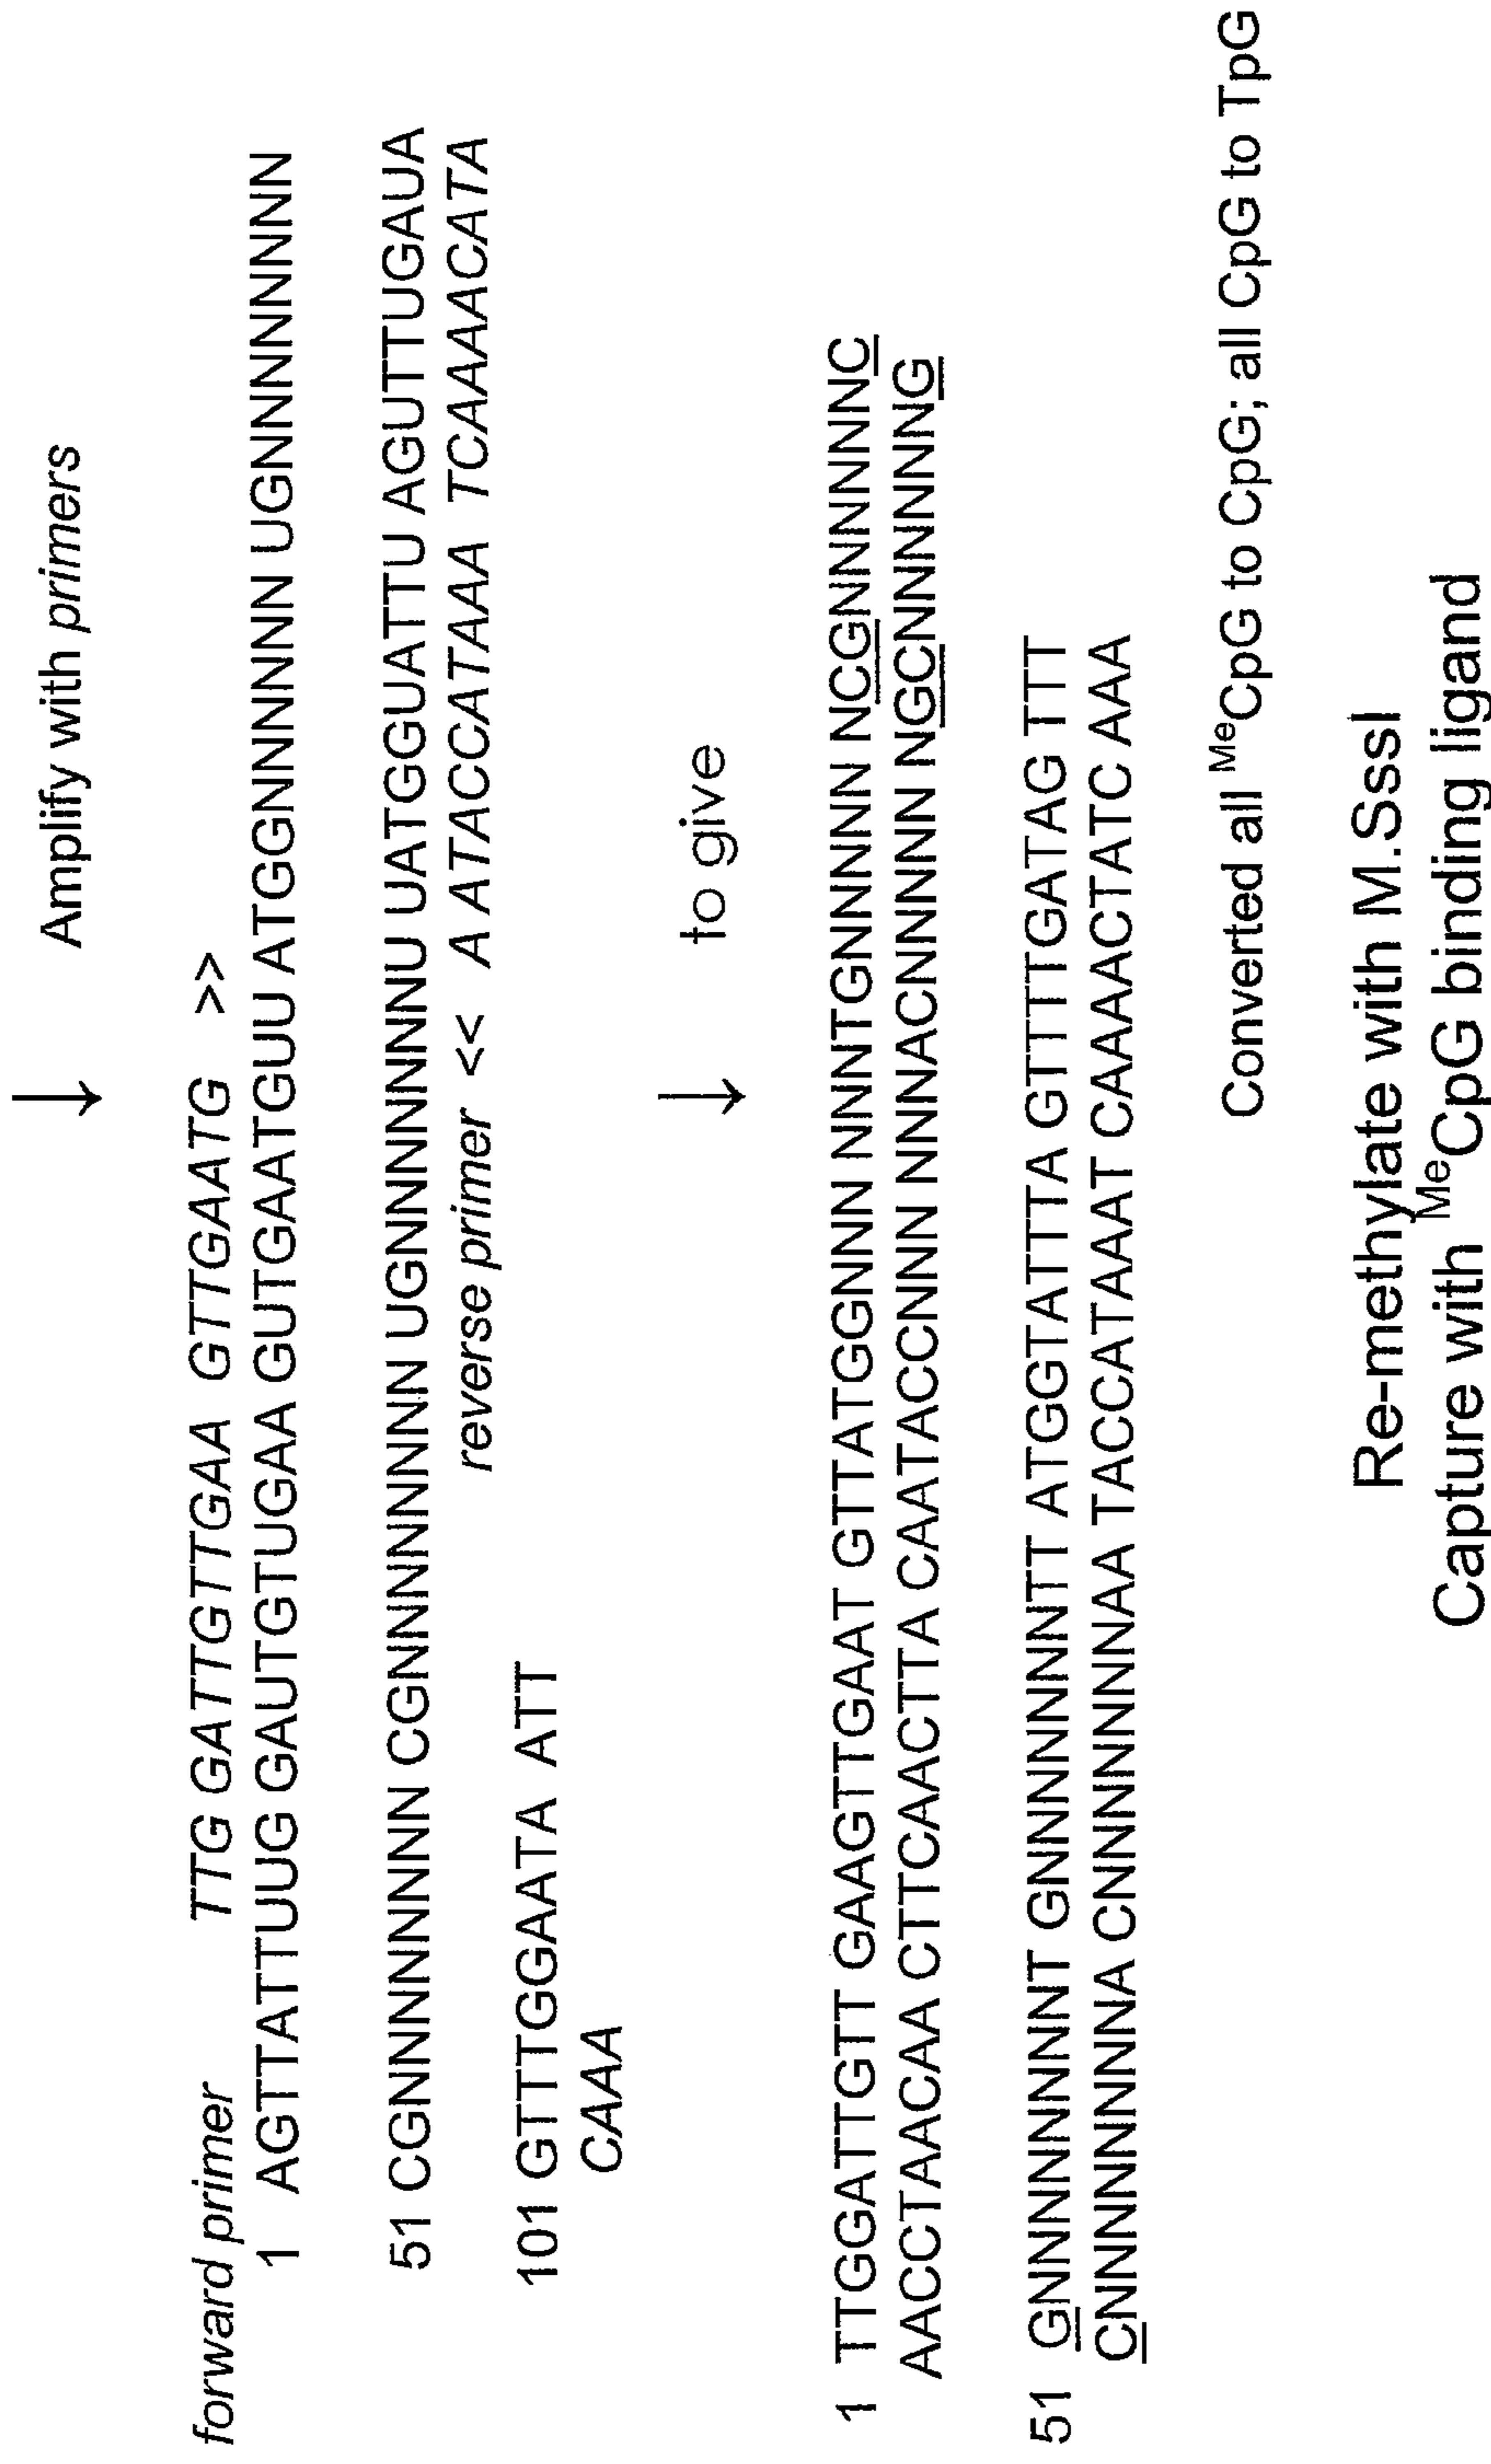 ↓ Amplify with primers
forward primer TTG GATTGTTGAA GTTGAATG >>
1 AGTTATTUUG GAUTGTUGAA GUTGAATGUU ATGGNNNNNN UGNNNNNNNN
51 CGNNNNNNNN CGNNNNNNNN UGNNNNNNNU UATGGUATTU AGUTTUGAUA
reverse primer << A ATACCATAAA TCAAAACATA
101 GTTTGGAATA ATT
CAAA
↓ to give
1 TTGGATTGTT GAAGTTGAAT GTTATGGNNN NNNTGNNNNN NCGNNNNNNC
AACCTAACAA CTTCAACTTA CAATACCNNN NNNACNNNNN NGCNNNNNNG
51 GNNNNNNNNT GNNNNNNNTT ATGGTATTTA GTTTTGATAG TTT
CNNNNNNNNA CNNNNNNNAA TACCATAAAT CAAAACTATC AAA
Converted all MeCpG to CpG; all CpG to TpG
Re-methylate with M.SssI
Capture with MeCpG binding ligand